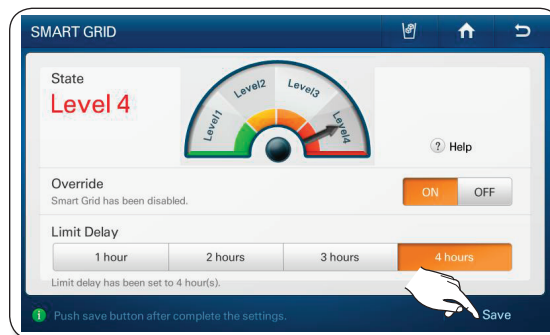 SMART GRID
State
Level 4
Level1
Level2
Level3
Level4
? Help
Override
Smart Grid has been disabled.
ON OFF
Limit Delay
1 hour 2 hours 3 hours 4 hours
Limit delay has been set to 4 hour(s).
Push save button after complete the settings.
Save